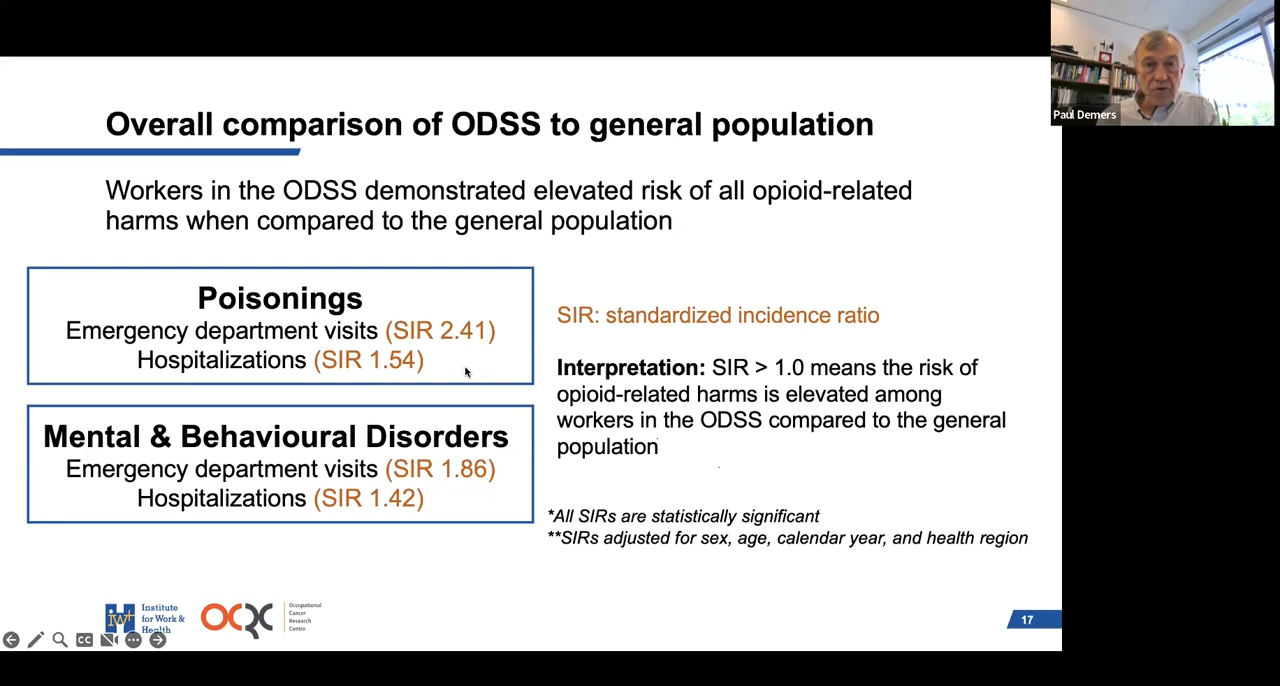 Overall comparison of ODSS to general population
Workers in the ODSS demonstrated elevated risk of all opioid-related
harms when compared to the general population
Poisonings
Emergency department visits (SIR 2.41)
Hospitalizations (SIR 1.54)
Mental & Behavioural Disorders
Emergency department visits (SIR 1.86)
Hospitalizations (SIR 1.42)
SIR: standardized incidence ratio
Interpretation: SIR > 1.0 means the risk of
opioid-related harms is elevated among
workers in the ODSS compared to the general
population
*All SIRs are statistically significant
**SIRs adjusted for sex, age, calendar year, and health region
iwh
Institute
for Work &
Health
OCRC
Occupational
Cancer
Research
Centre
17
CC
Paul Demers